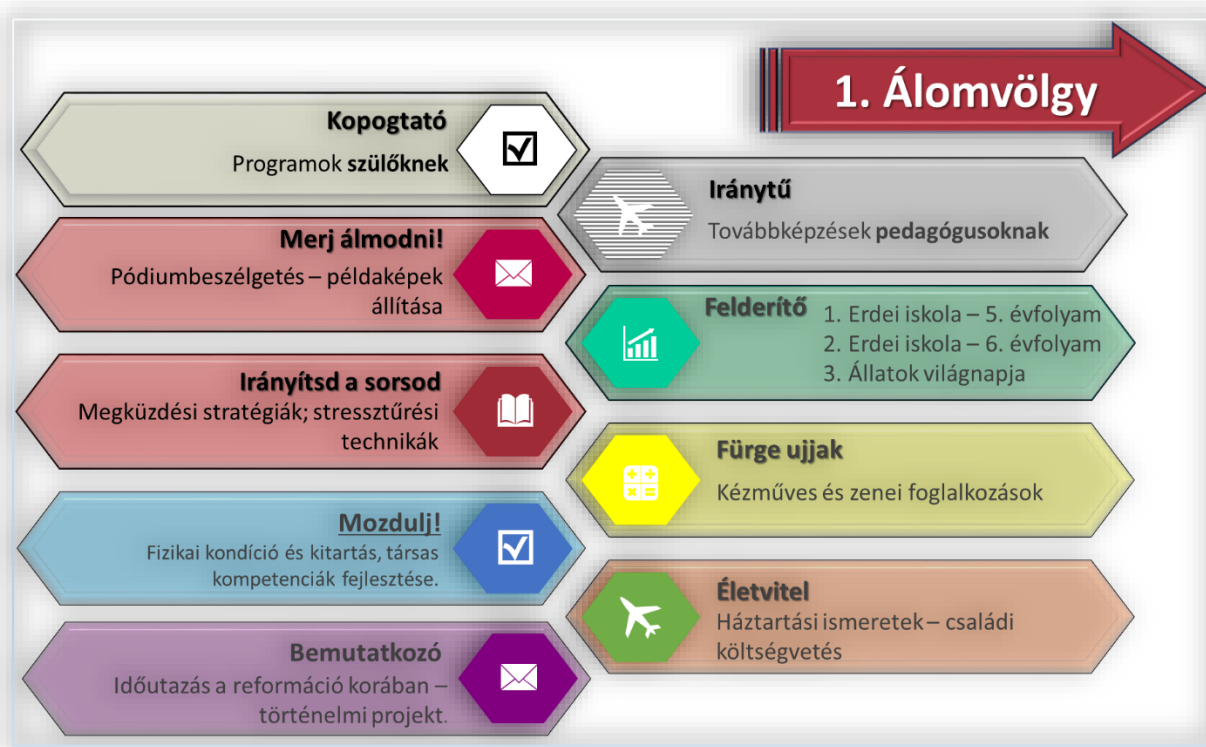 1. Álomvölgy
Kopogtató
Programok szülőknek
Merj álmodni!
Pódiumbeszélgetés – példaképek
állítása
Irányítsd a sorsod
Megküzdési stratégiák; stressztűrési
technikák
Mozdulj!
Fizikai kondíció és kitartás, társas
kompetenciák fejlesztése.
Bemutatkozó
Időutazás a reformáció korában –
történelmi projekt.
Iránytű
Továbbképzések pedagógusoknak
Felderítő
1. Erdei iskola – 5. évfolyam
2. Erdei iskola – 6. évfolyam
3. Állatok világnapja
Fürge ujjak
Kézműves és zenei foglalkozások
Életvitel
Háztartási ismeretek – családi
költségvetés